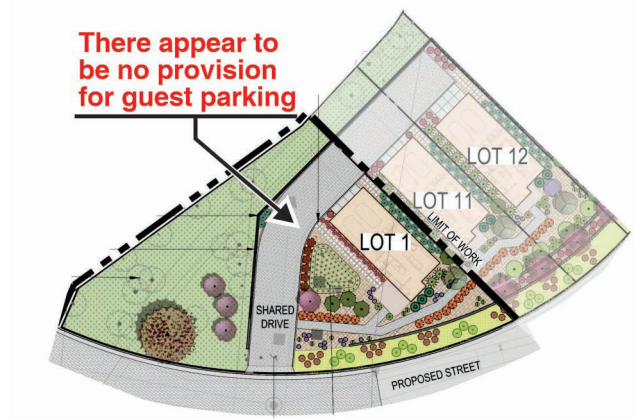 There appear to
be no provision
for guest parking
LOT 12
LOT 11
LIMIT OF WORK
LOT 1
SHARED
DRIVE
PROPOSED STREET